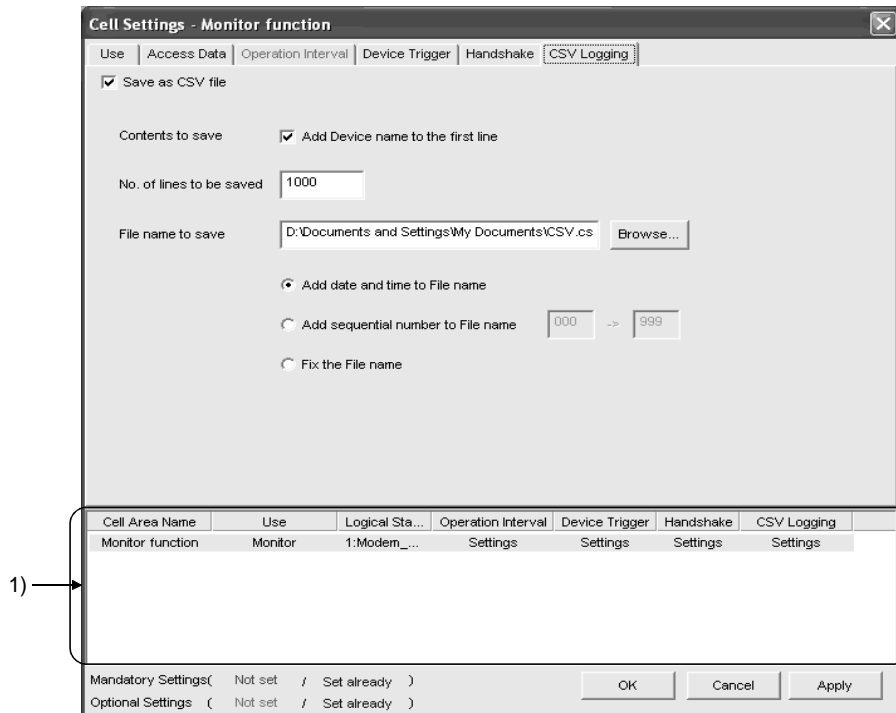 Cell Settings - Monitor function
Use Access Data Operation Interval Device Trigger Handshake CSV Logging
Save as CSV file
Contents to save Add Device name to the first line
No. of lines to be saved 1000
File name to save D:\Documents and Settings\My Documents\CSV.cs Browse...
Add date and time to File name
Add sequential number to File name 000 -> 999
Fix the File name
Cell Area Name Use Logical Sta... Operation Interval Device Trigger Handshake CSV Logging
Monitor function Monitor 1:Modem_... Settings Settings Settings Settings
1)
Mandatory Settings( Not set / Set already )
Optional Settings ( Not set / Set already )
OK Cancel Apply